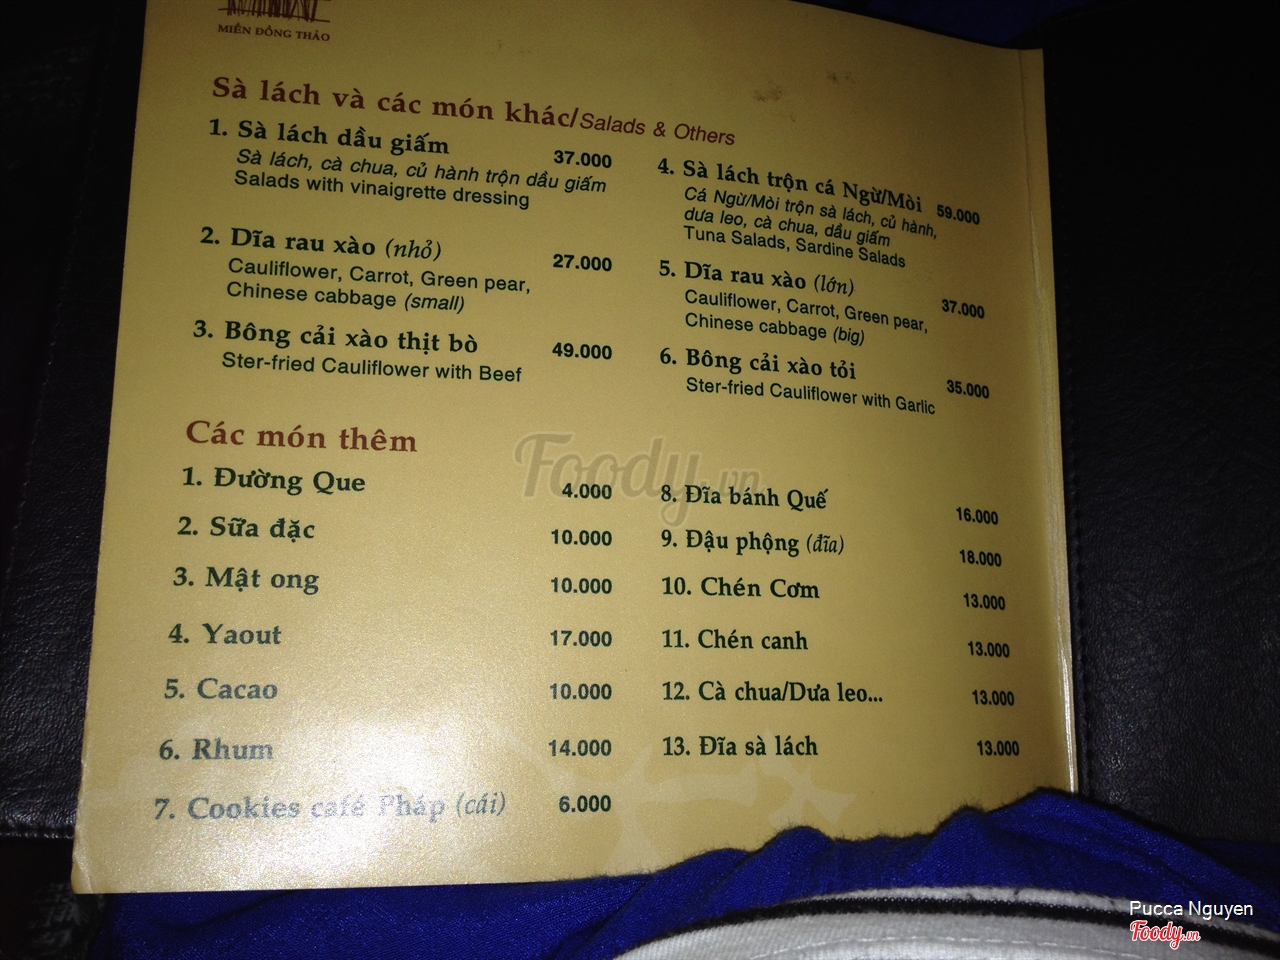 MIỀN ĐỒNG THẢO
Sà lách và các món khác/Salads & Others
1. Sà lách dầu giấm 37.000
Sà lách, cà chua, củ hành trộn dầu giấm
Salads with vinaigrette dressing
2. Dĩa rau xào (nhỏ) 27.000
Cauliflower, Carrot, Green pear,
Chinese cabbage (small)
3. Bông cải xào thịt bò 49.000
Ster-fried Cauliflower with Beef
4. Sà lách trộn cá Ngừ/Mòi 59.000
Cá Ngừ/Mòi trộn sà lách, củ hành,
dưa leo, cà chua, dầu giấm
Tuna Salads, Sardine Salads
5. Dĩa rau xào (lớn) 37.000
Cauliflower, Carrot, Green pear,
Chinese cabbage (big)
6. Bông cải xào tỏi 35.000
Ster-fried Cauliflower with Garlic
Các món thêm
1. Đường Que 4.000
2. Sữa đặc 10.000
3. Mật ong 10.000
4. Yaout 17.000
5. Cacao 10.000
6. Rhum 14.000
7. Cookies café Pháp (cái) 6.000
8. Đĩa bánh Quế 16.000
9. Đậu phộng (đĩa) 18.000
10. Chén Cơm 13.000
11. Chén canh 13.000
12. Cà chua/Dưa leo... 13.000
13. Đĩa sà lách 13.000
Foody.vn
Pucca Nguyen
Foody.vn